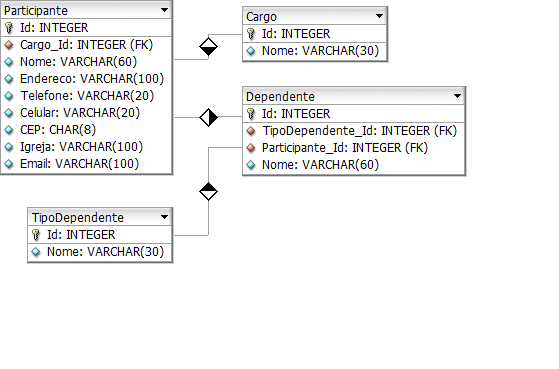 Participante
Id: INTEGER
Cargo_Id: INTEGER (FK)
Nome: VARCHAR(60)
Endereco: VARCHAR(100)
Telefone: VARCHAR(20)
Celular: VARCHAR(20)
CEP: CHAR(8)
Igreja: VARCHAR(100)
Email: VARCHAR(100)
Cargo
Id: INTEGER
Nome: VARCHAR(30)
Dependente
Id: INTEGER
TipoDependente_Id: INTEGER (FK)
Participante_Id: INTEGER (FK)
Nome: VARCHAR(60)
TipoDependente
Id: INTEGER
Nome: VARCHAR(30)